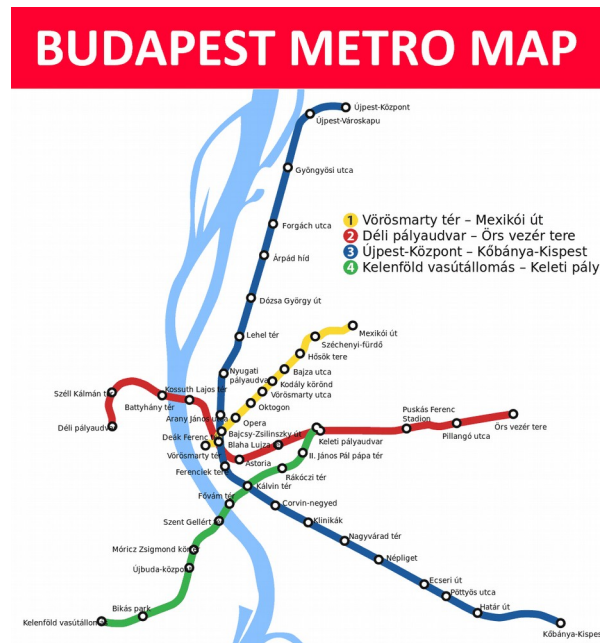 BUDAPEST METRO MAP
Újpest-Központ
Újpest-Városkapu
Gyöngyösi utca
1 Vörösmarty tér – Mexikói út
2 Déli pályaudvar – Örs vezér tere
3 Újpest-Központ – Kőbánya-Kispest
4 Kelenföld vasútállomás – Keleti pály
Forgách utca
Árpád híd
Dózsa György út
Lehel tér
Mexikói út
Széchenyi-fürdő
Hősök tere
Bajza utca
Kodály körönd
Vörösmarty utca
Oktogon
Opera
Nyugati
pályaudvar
Széll Kálmán tér
Kossuth Lajos tér
Battyhány tér
Arany János utca
Déli pályaudvar
Bajcsy-Zsilinszky út
Deák Ferenc tér
Blaha Lujza
Vörösmarty tér
Astoria
Ferenciek tere
Puskás Ferenc
Stadion
Pillangó utca
Örs vezér tere
Keleti pályaudvar
II. János Pál pápa tér
Rákóczi tér
Kálvin tér
Fővám tér
Corvin-negyed
Szent Gellért tér
Klinikák
Nagyvárad tér
Móricz Zsigmond körtér
Népliget
Újbuda-központ
Ecseri út
Pöttyös utca
Bikás park
Határ út
Kelenföld vasútállomás
Kőbánya-Kispest